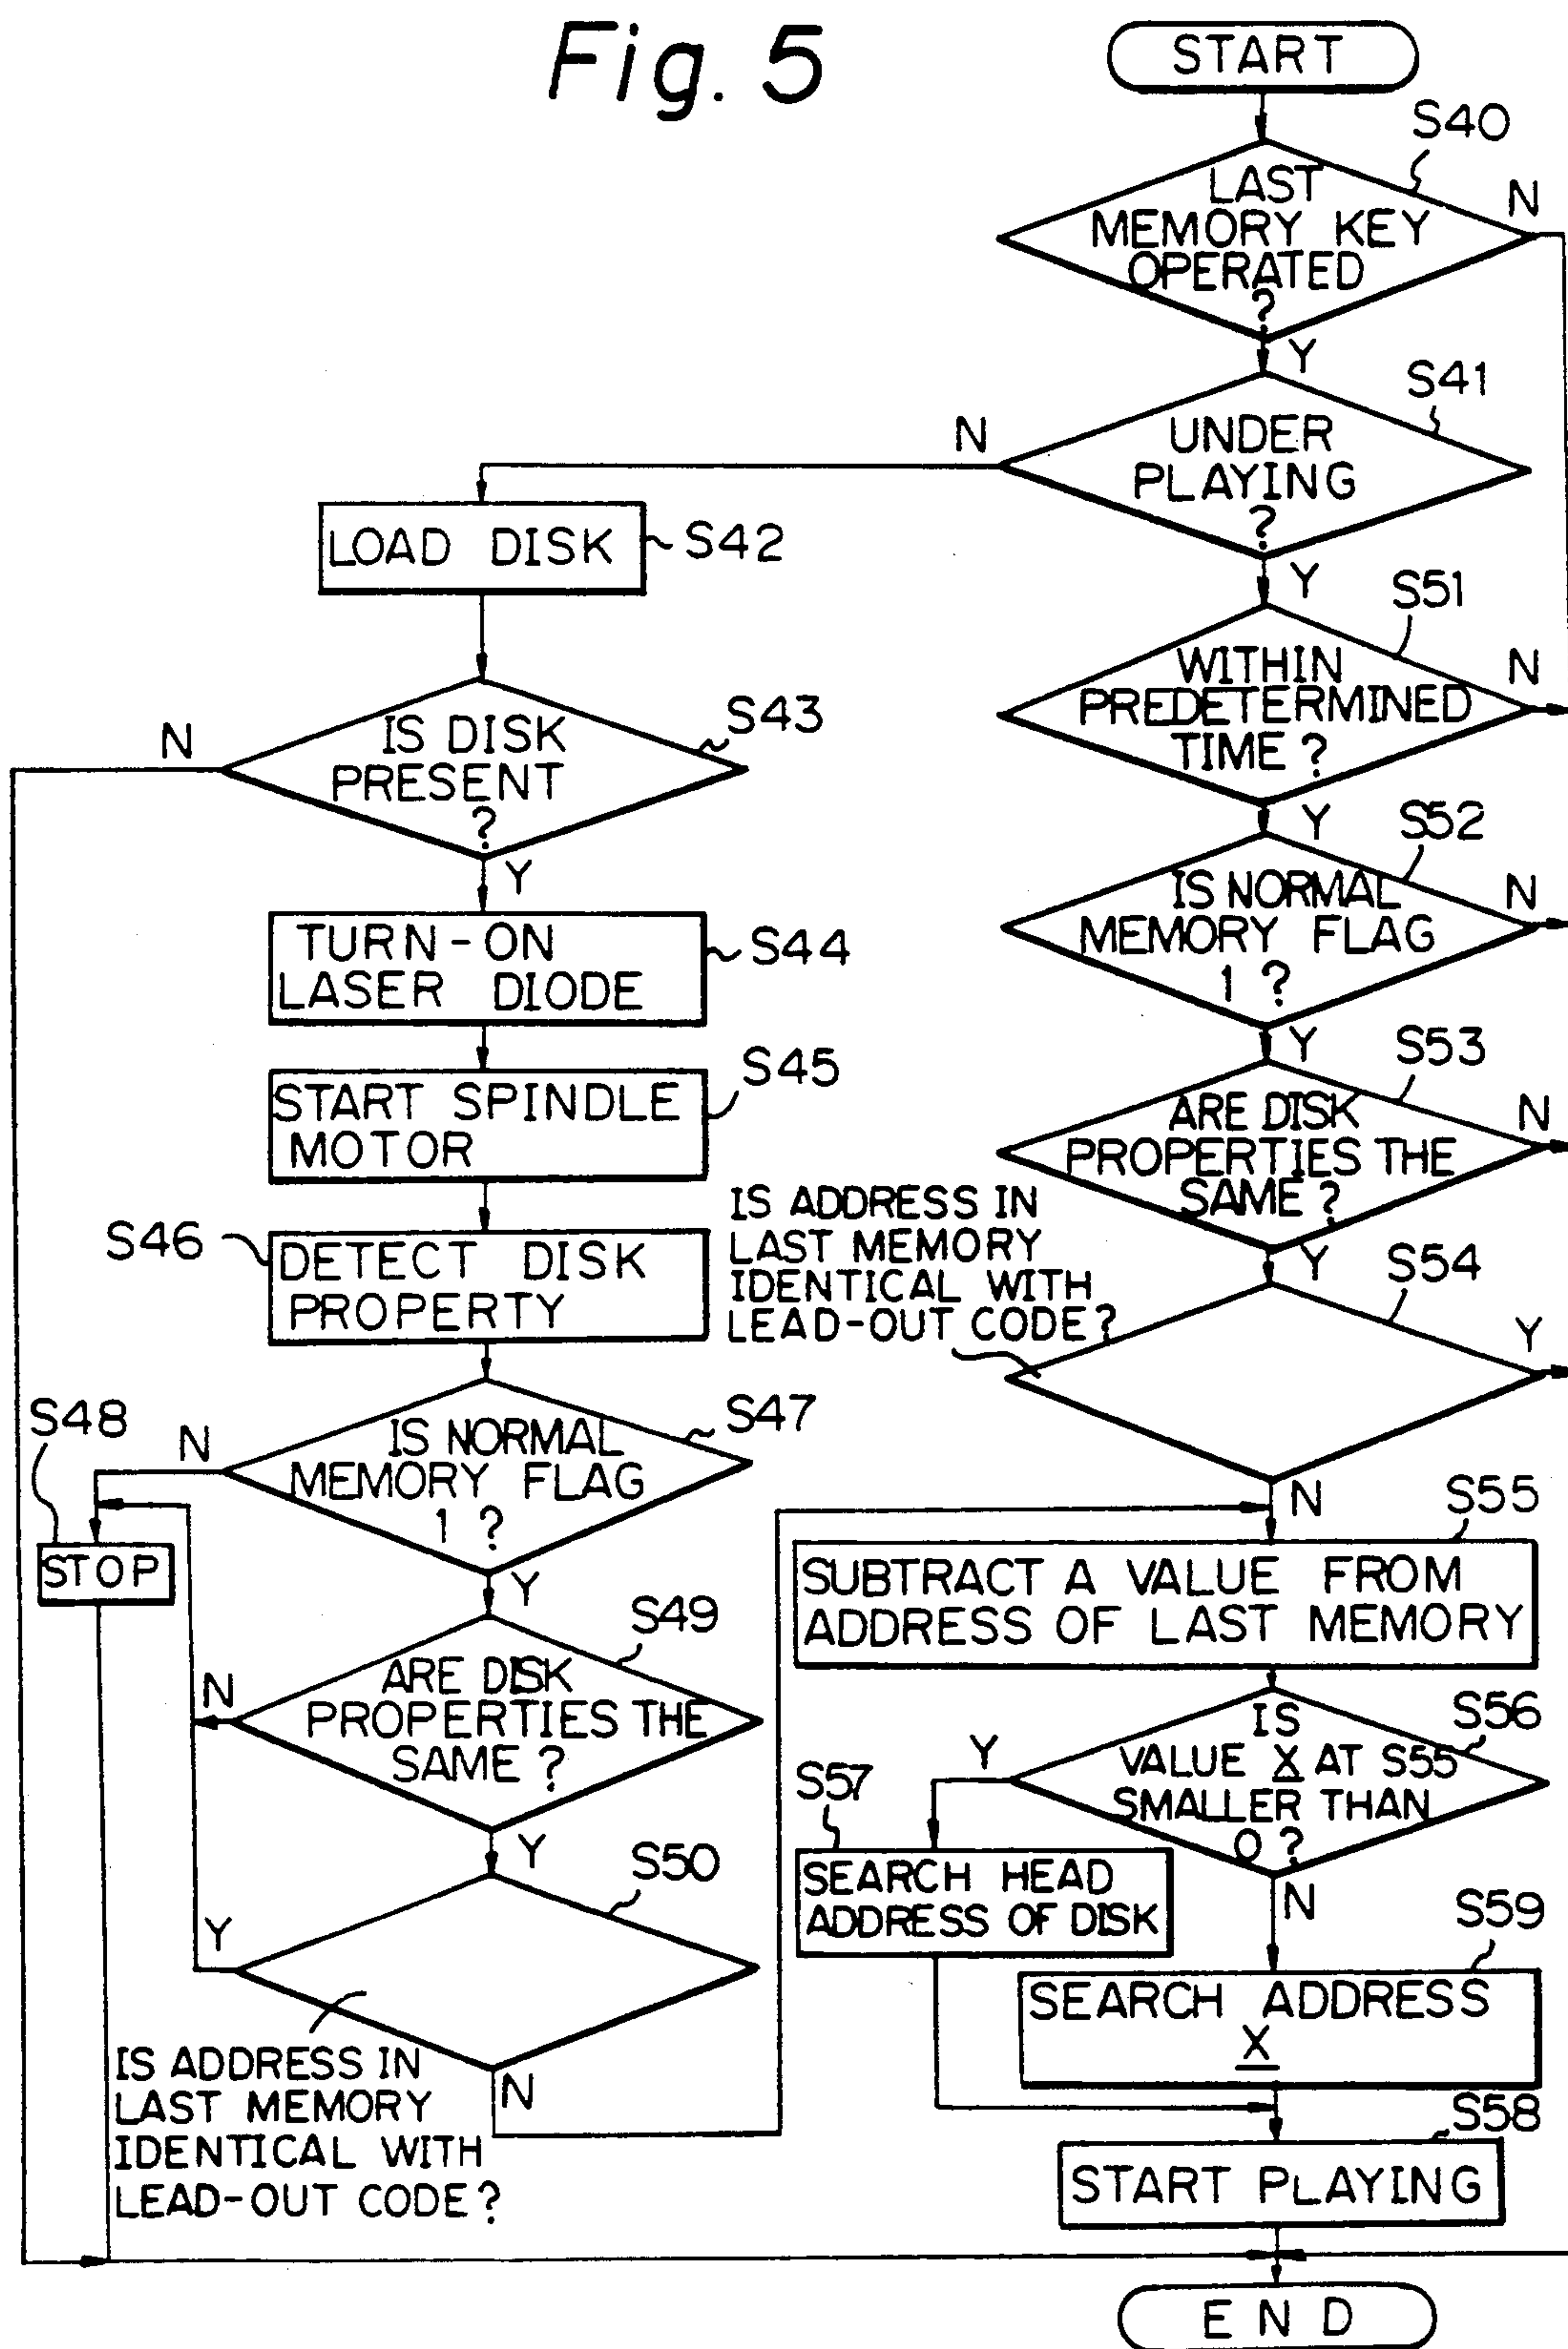 Fig. 5
START
S40
LAST
MEMORY KEY
OPERATED
?
N
Y
S41
UNDER
PLAYING
?
N
Y
LOAD DISK
S42
S51
WITHIN
PREDETERMINED
TIME ?
N
Y
S43
IS DISK
PRESENT
?
N
Y
S52
IS NORMAL
MEMORY FLAG
1 ?
N
Y
TURN-ON
LASER DIODE
S44
S53
ARE DISK
PROPERTIES THE
SAME ?
N
Y
START SPINDLE
MOTOR
S45
S46
DETECT DISK
PROPERTY
IS ADDRESS IN
LAST MEMORY
IDENTICAL WITH
LEAD-OUT CODE?
S54
Y
N
S47
IS NORMAL
MEMORY FLAG
1 ?
N
Y
S48
STOP
S49
ARE DISK
PROPERTIES THE
SAME ?
N
Y
S50
Y
N
IS ADDRESS IN
LAST MEMORY
IDENTICAL WITH
LEAD-OUT CODE?
S55
SUBTRACT A VALUE FROM
ADDRESS OF LAST MEMORY
S56
IS
VALUE X AT S55
SMALLER THAN
0 ?
Y
N
S57
SEARCH HEAD
ADDRESS OF DISK
S59
SEARCH ADDRESS
X
S58
START PLAYING
END